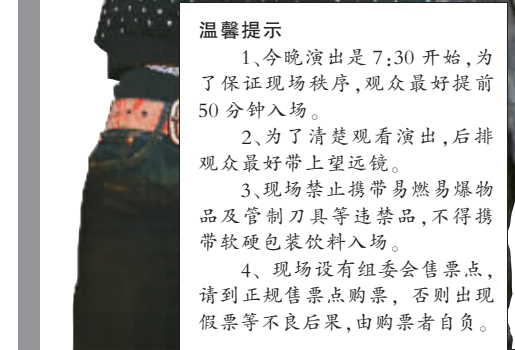 温馨提示
1、今晚演出是7:30开始,为
了保证现场秩序,观众最好提前
50分钟入场。
2、为了清楚观看演出,后排
观众最好带上望远镜。
3、现场禁止携带易燃易爆物
品及管制刀具等违禁品,不得携
带软硬包装饮料入场。
4、现场设有组委会售票点,
请到正规售票点购票,否则出现
假票等不良后果,由购票者自负。